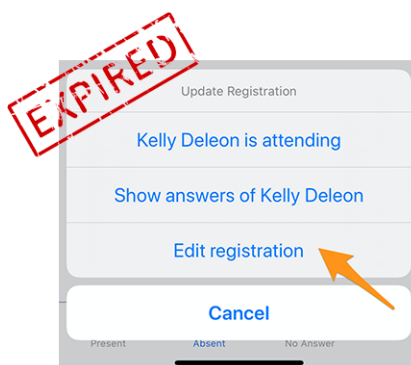 EXPIRED
Update Registration
Kelly Deleon is attending
Show answers of Kelly Deleon
Edit registration
Cancel
Present Absent No Answer